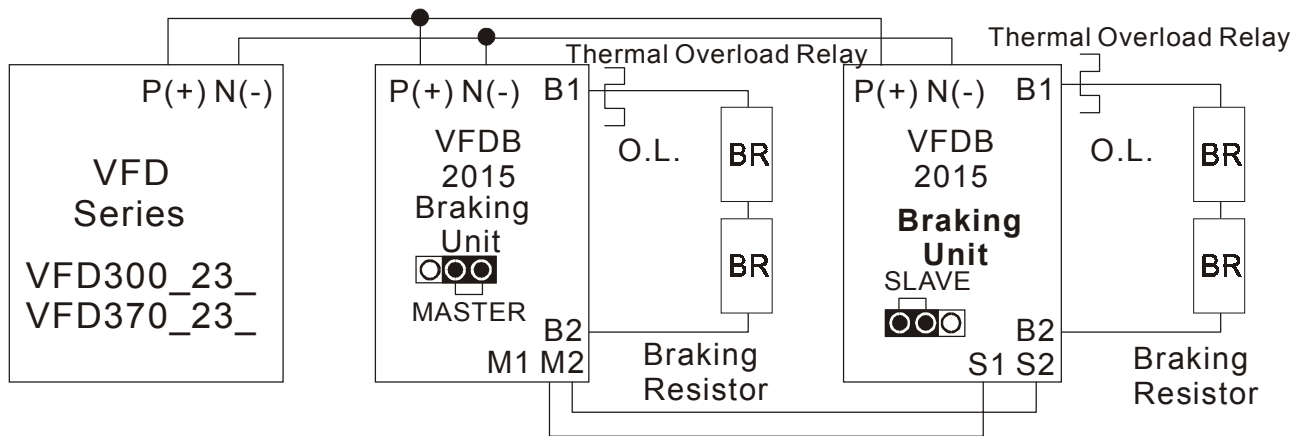 Thermal Overload Relay
Thermal Overload Relay
P(+) N(-)
VFD
Series
VFD300_23_
VFD370_23_
P(+) N(-) B1
VFDB
2015
Braking
Unit
MASTER
B2
M1 M2
O.L.
BR
BR
Braking
Resistor
P(+) N(-) B1
VFDB
2015
Braking
Unit
SLAVE
B2
S1 S2
O.L.
BR
BR
Braking
Resistor